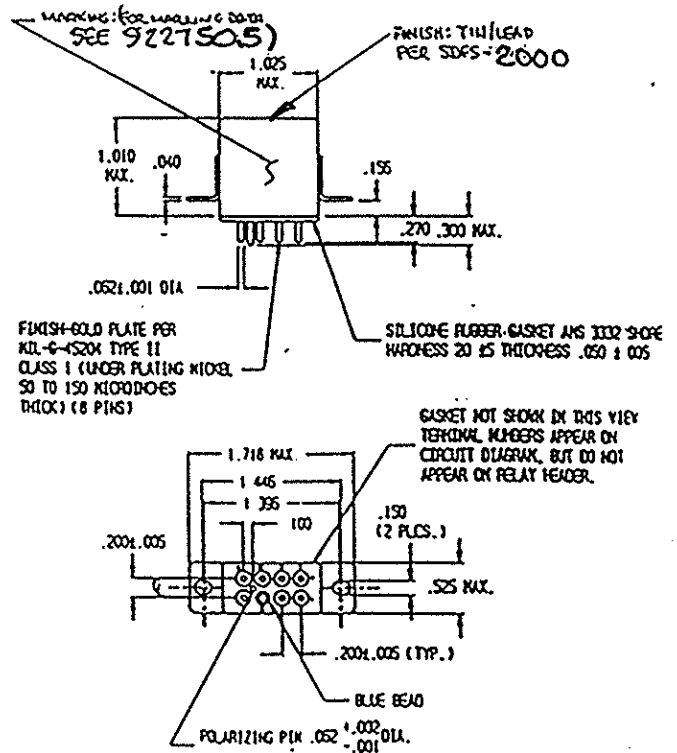 MARKING: (FOR MARKING DATA
SEE 9227505)
FINISH: TIN/LEAD
PER SDFS-2000
1.025
MAX.
1.010
MAX.
.040
.155
.270 .300 MAX.
.052±.001 DIA
FINISH-GOLD PLATE PER
MIL-G-45204 TYPE II
CLASS 1 (UNDER PLATING NICKEL
50 TO 150 MICROINCHES
THICK) (8 PINS)
SILICONE RUBBER GASKET AMS 3332 SHORE
HARDNESS 20 ±5 THICKNESS .050 ± 005
GASKET NOT SHOWN IN THIS VIEW
TERMINAL NUMBERS APPEAR ON
CIRCUIT DIAGRAM, BUT DO NOT
APPEAR ON RELAY HEADER.
1.718 MAX.
1 446
1 396
100
.150
(2 PLCS.)
.200±.005
.525 MAX.
.200±.005 (TYP.)
BLUE BEAD
POLARIZING PIN .052 +.002 DIA.
-.001